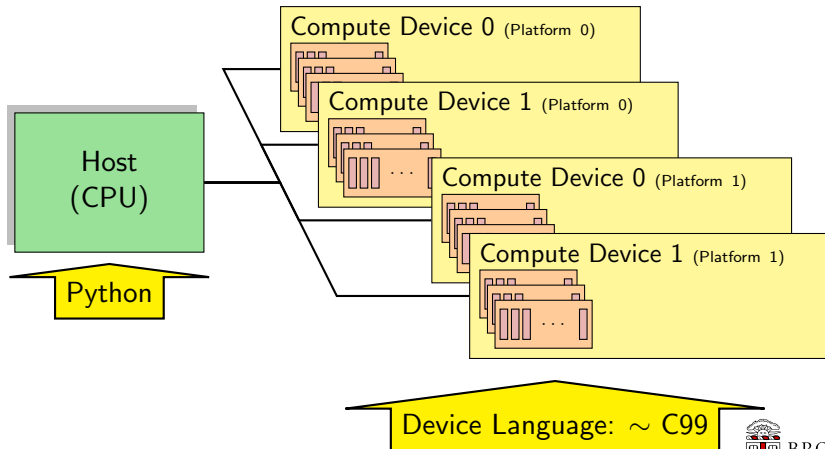 Compute Device 0 (Platform 0)
Compute Device 1 (Platform 0)
Host
(CPU)
· · ·
Compute Device 0 (Platform 1)
Compute Device 1 (Platform 1)
Python
· · ·
Device Language: ∼ C99